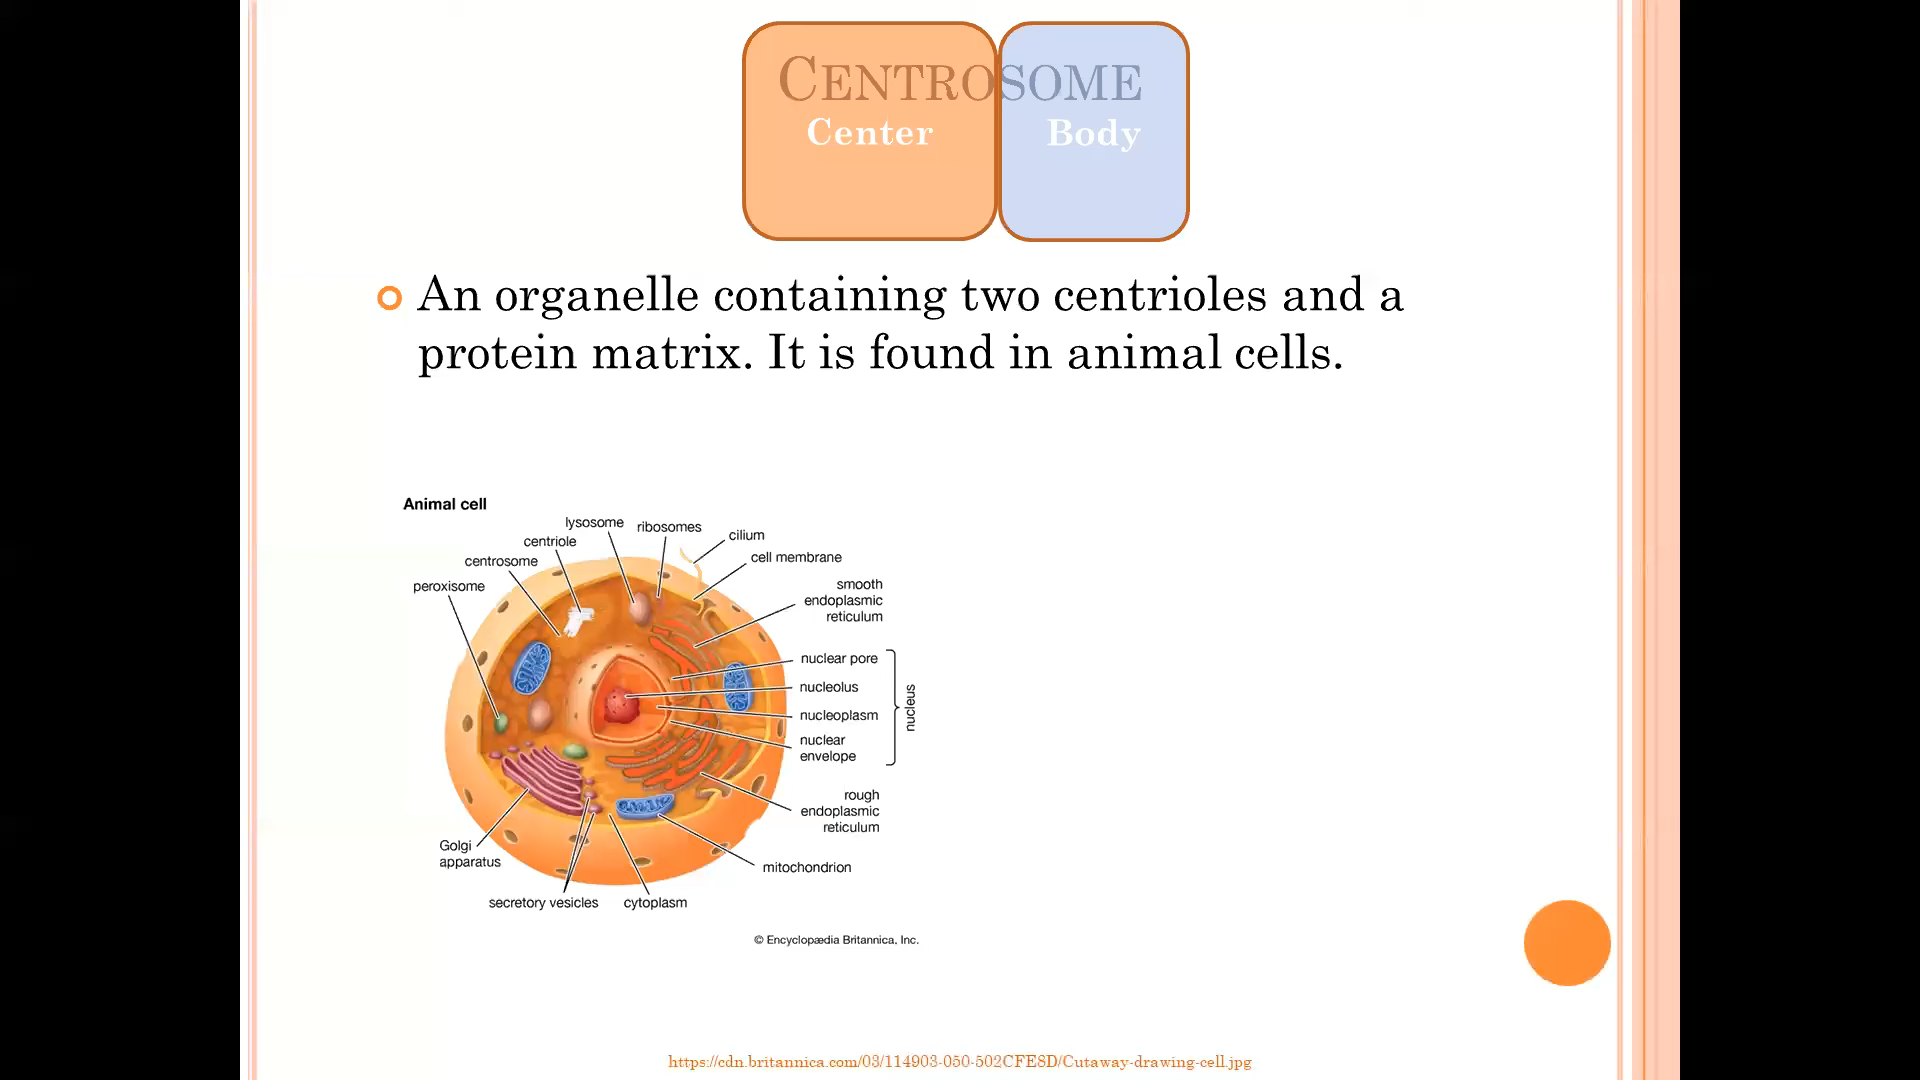 CENTROSOME
Center Body
An organelle containing two centrioles and a
protein matrix. It is found in animal cells.
Animal cell
lysosome
ribosomes
cilium
centriole
cell membrane
centrosome
peroxisome
smooth
endoplasmic
reticulum
nuclear pore
nucleolus
nucleoplasm
nuclear
envelope
nucleus
rough
endoplasmic
reticulum
Golgi
apparatus
mitochondrion
secretory vesicles
cytoplasm
© Encyclopædia Britannica, Inc.
https://cdn.britannica.com/03/114903-050-502CFE8D/Cutaway-drawing-cell.jpg